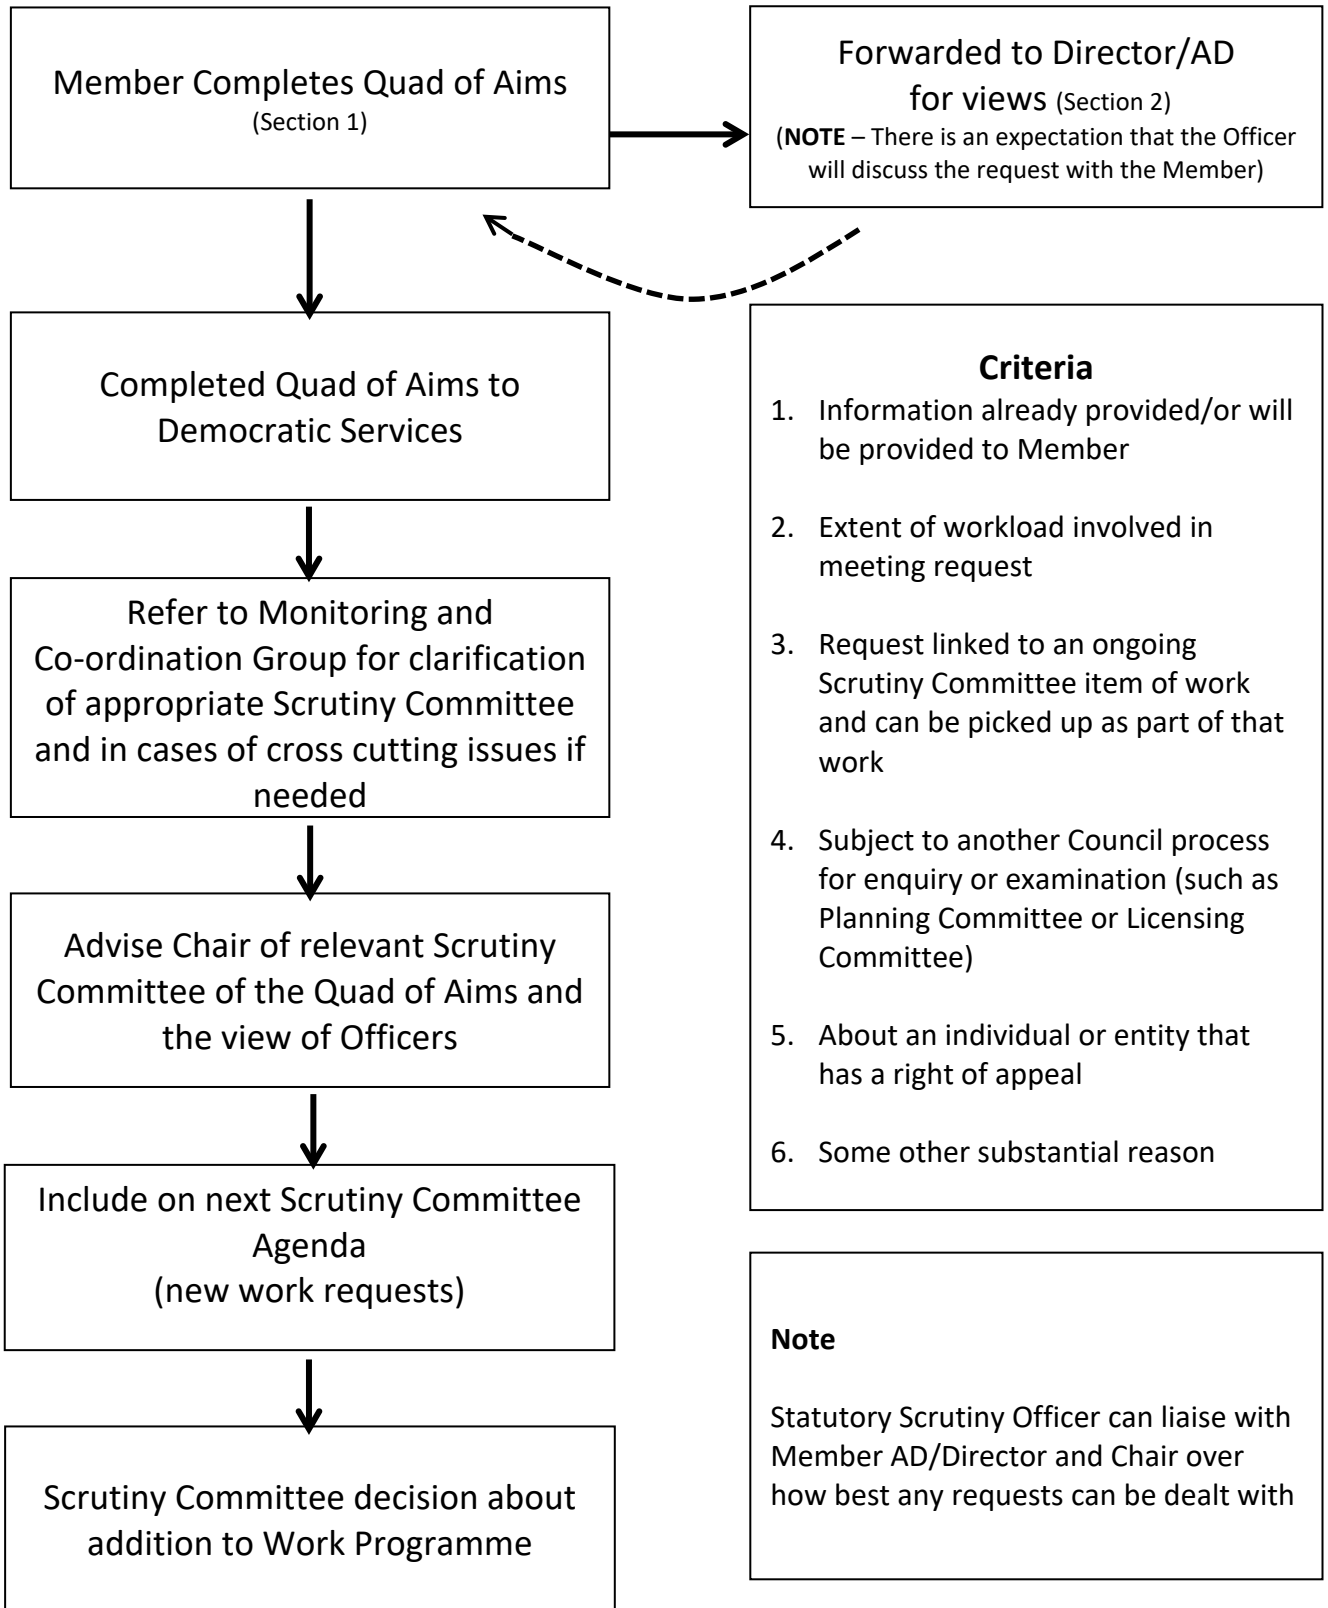 Member Completes Quad of Aims
(Section 1)
Forwarded to Director/AD
for views (Section 2)
(NOTE – There is an expectation that the Officer
will discuss the request with the Member)
Completed Quad of Aims to
Democratic Services
Refer to Monitoring and
Co-ordination Group for clarification
of appropriate Scrutiny Committee
and in cases of cross cutting issues if
needed
Advise Chair of relevant Scrutiny
Committee of the Quad of Aims and
the view of Officers
Include on next Scrutiny Committee
Agenda
(new work requests)
Scrutiny Committee decision about
addition to Work Programme
Criteria
1. Information already provided/or will
be provided to Member
2. Extent of workload involved in
meeting request
3. Request linked to an ongoing
Scrutiny Committee item of work
and can be picked up as part of that
work
4. Subject to another Council process
for enquiry or examination (such as
Planning Committee or Licensing
Committee)
5. About an individual or entity that
has a right of appeal
6. Some other substantial reason
Note
Statutory Scrutiny Officer can liaise with
Member AD/Director and Chair over
how best any requests can be dealt with